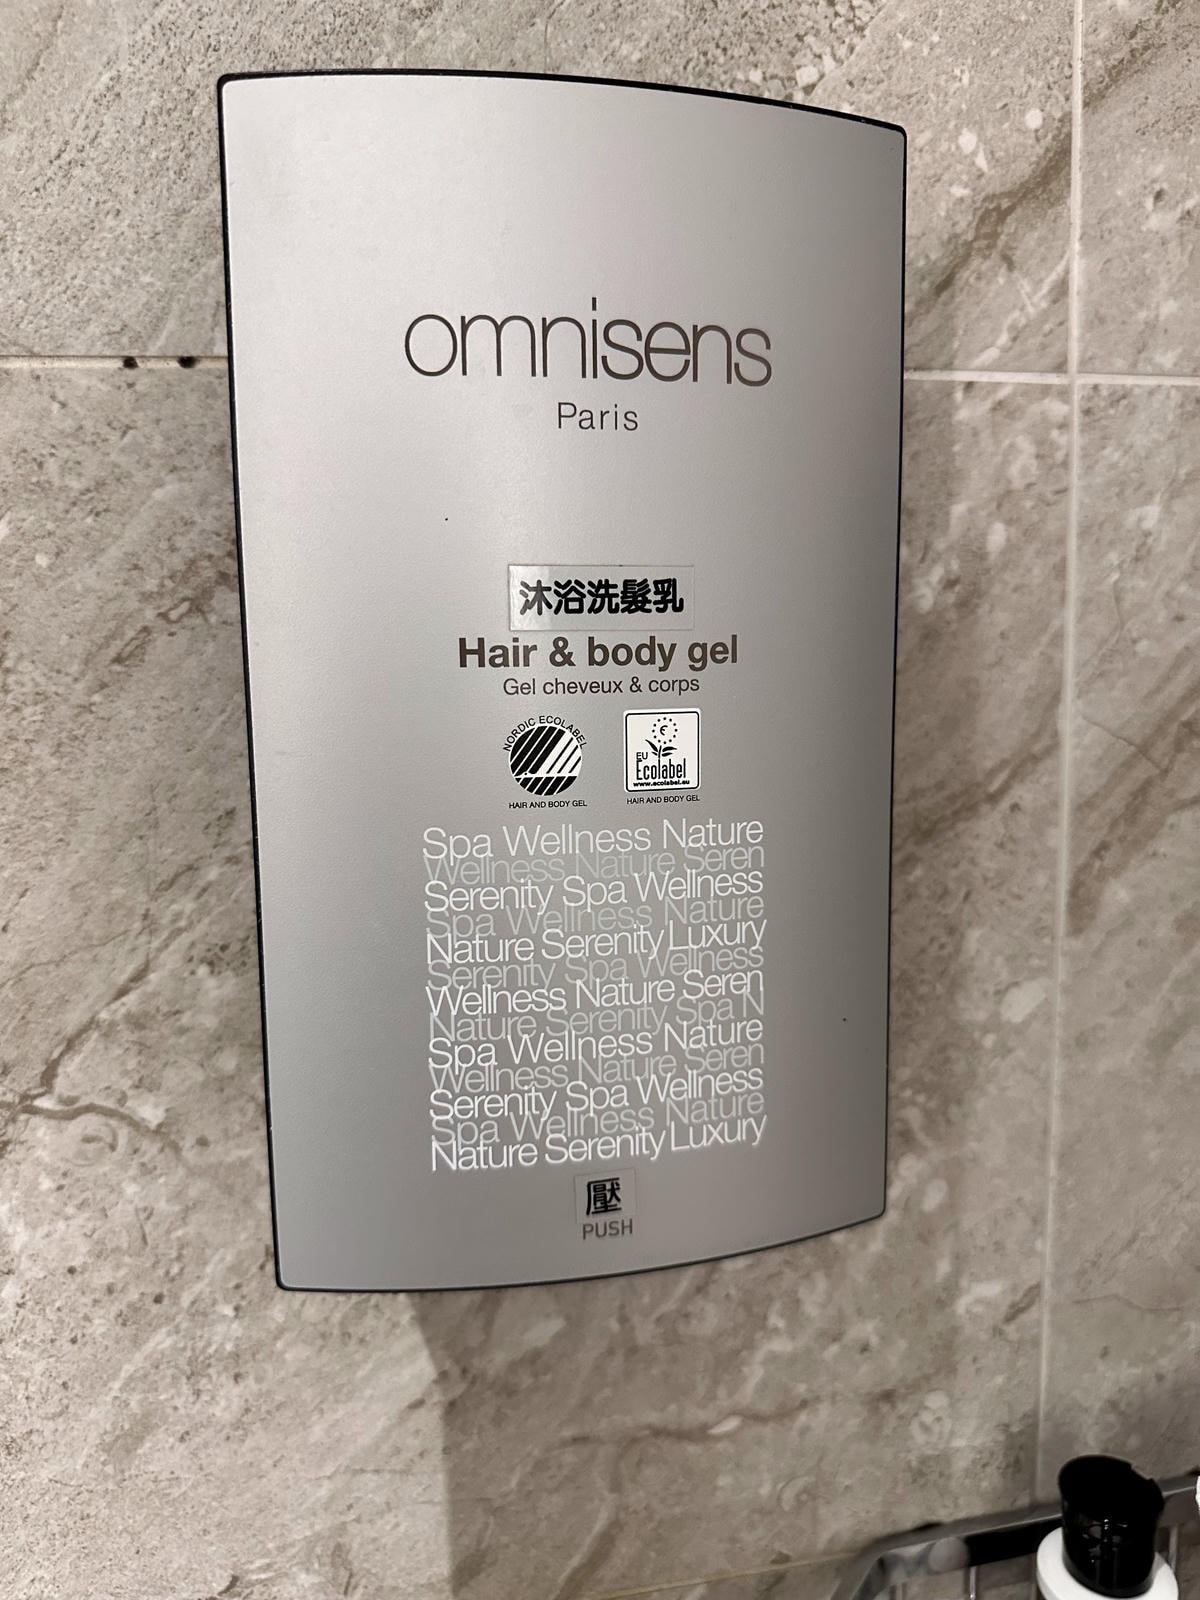 omnisens
Paris
沐浴洗髮乳
Hair & body gel
Gel cheveux & corps
NORDIC ECOLABEL
HAIR AND BODY GEL
EU
Ecolabel
www.ecolabel.eu
HAIR AND BODY GEL
Spa Wellness Nature
Wellness Nature Seren
Serenity Spa Wellness
Spa Wellness Nature
Nature Serenity Luxury
Serenity Spa Wellness
Wellness Nature Seren
Nature Serenity Spa N
Spa Wellness Nature
Wellness Nature Seren
Serenity Spa Wellness
Spa Wellness Nature
Nature Serenity Luxury
壓
PUSH